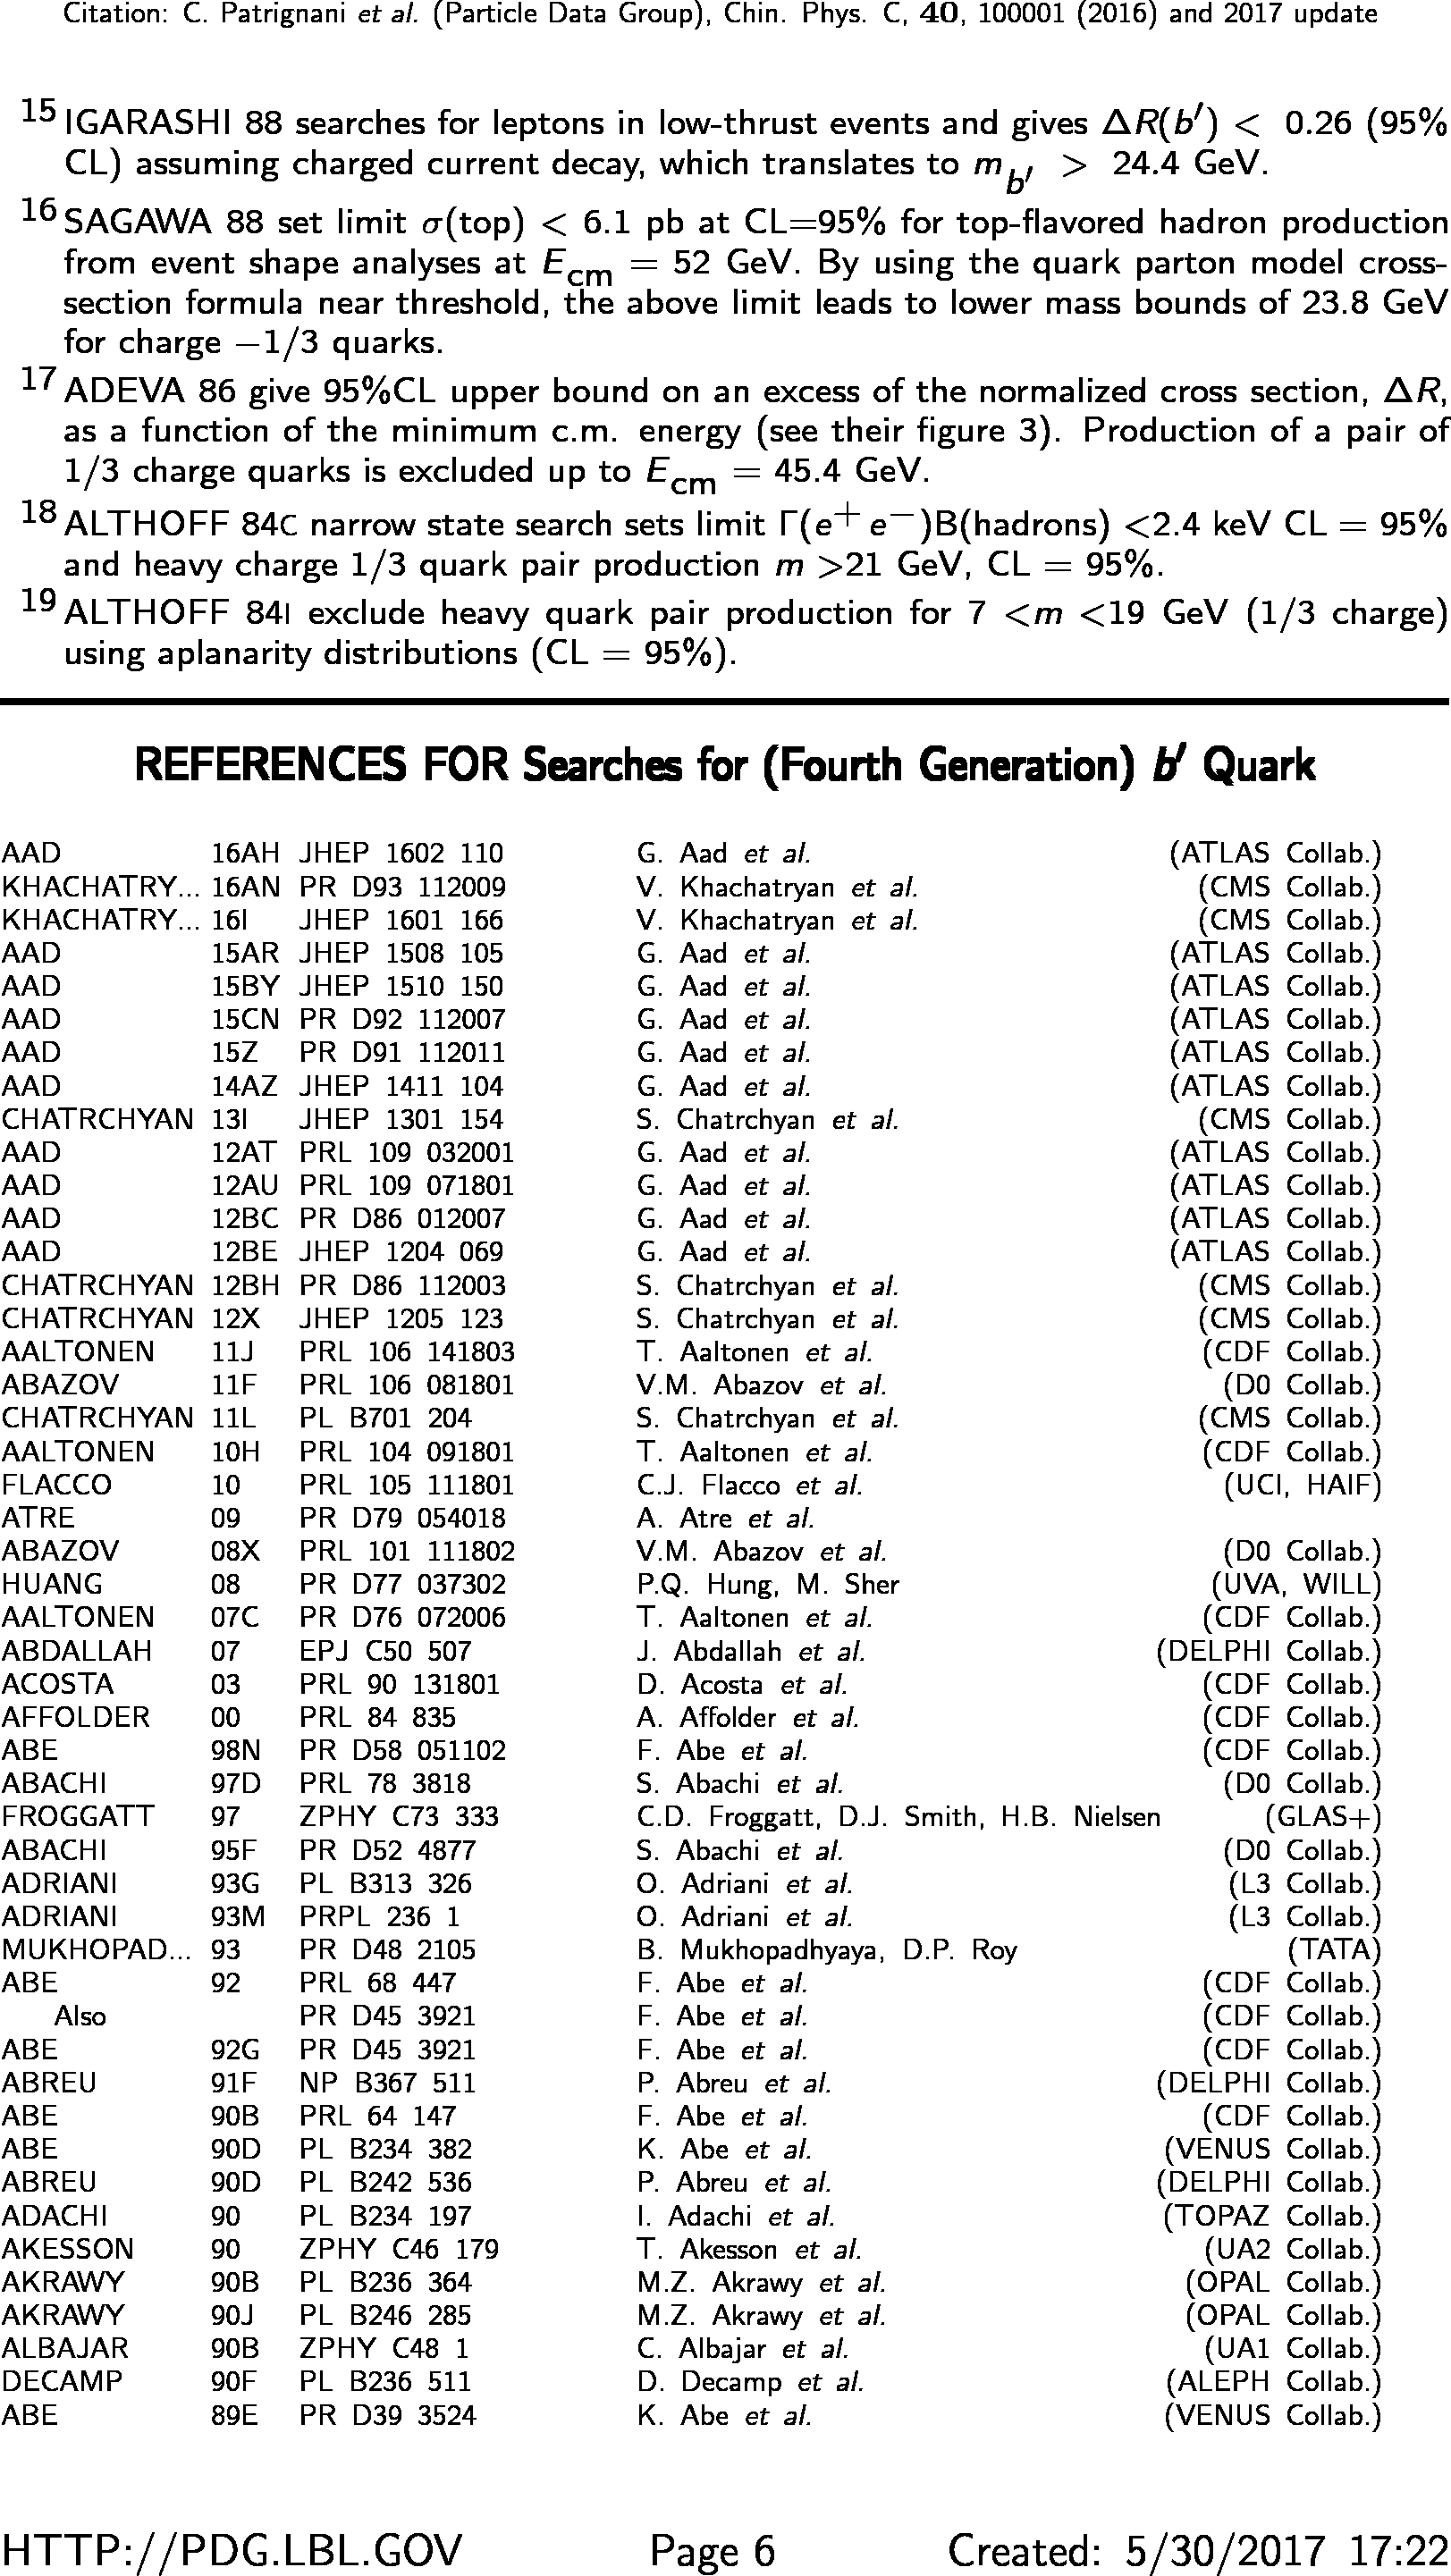 Citation: C. Patrignani et al. (Particle Data Group), Chin. Phys. C, 40, 100001 (2016) and 2017 update
15 IGARASHI 88 searches for leptons in low-thrust events and gives ΔR(b′) < 0.26 (95%
CL) assuming charged current decay, which translates to m_b′ > 24.4 GeV.
16 SAGAWA 88 set limit σ(top) < 6.1 pb at CL=95% for top-flavored hadron production
from event shape analyses at E_cm = 52 GeV. By using the quark parton model cross-
section formula near threshold, the above limit leads to lower mass bounds of 23.8 GeV
for charge −1/3 quarks.
17 ADEVA 86 give 95%CL upper bound on an excess of the normalized cross section, ΔR,
as a function of the minimum c.m. energy (see their figure 3). Production of a pair of
1/3 charge quarks is excluded up to E_cm = 45.4 GeV.
18 ALTHOFF 84C narrow state search sets limit Γ(e⁺ e⁻)B(hadrons) <2.4 keV CL = 95%
and heavy charge 1/3 quark pair production m >21 GeV, CL = 95%.
19 ALTHOFF 84I exclude heavy quark pair production for 7 <m <19 GeV (1/3 charge)
using aplanarity distributions (CL = 95%).
REFERENCES FOR Searches for (Fourth Generation) b′ Quark
AAD 16AH JHEP 1602 110 G. Aad et al. (ATLAS Collab.)
KHACHATRY... 16AN PR D93 112009 V. Khachatryan et al. (CMS Collab.)
KHACHATRY... 16I JHEP 1601 166 V. Khachatryan et al. (CMS Collab.)
AAD 15AR JHEP 1508 105 G. Aad et al. (ATLAS Collab.)
AAD 15BY JHEP 1510 150 G. Aad et al. (ATLAS Collab.)
AAD 15CN PR D92 112007 G. Aad et al. (ATLAS Collab.)
AAD 15Z PR D91 112011 G. Aad et al. (ATLAS Collab.)
AAD 14AZ JHEP 1411 104 G. Aad et al. (ATLAS Collab.)
CHATRCHYAN 13I JHEP 1301 154 S. Chatrchyan et al. (CMS Collab.)
AAD 12AT PRL 109 032001 G. Aad et al. (ATLAS Collab.)
AAD 12AU PRL 109 071801 G. Aad et al. (ATLAS Collab.)
AAD 12BC PR D86 012007 G. Aad et al. (ATLAS Collab.)
AAD 12BE JHEP 1204 069 G. Aad et al. (ATLAS Collab.)
CHATRCHYAN 12BH PR D86 112003 S. Chatrchyan et al. (CMS Collab.)
CHATRCHYAN 12X JHEP 1205 123 S. Chatrchyan et al. (CMS Collab.)
AALTONEN 11J PRL 106 141803 T. Aaltonen et al. (CDF Collab.)
ABAZOV 11F PRL 106 081801 V.M. Abazov et al. (D0 Collab.)
CHATRCHYAN 11L PL B701 204 S. Chatrchyan et al. (CMS Collab.)
AALTONEN 10H PRL 104 091801 T. Aaltonen et al. (CDF Collab.)
FLACCO 10 PRL 105 111801 C.J. Flacco et al. (UCI, HAIF)
ATRE 09 PR D79 054018 A. Atre et al.
ABAZOV 08X PRL 101 111802 V.M. Abazov et al. (D0 Collab.)
HUANG 08 PR D77 037302 P.Q. Hung, M. Sher (UVA, WILL)
AALTONEN 07C PR D76 072006 T. Aaltonen et al. (CDF Collab.)
ABDALLAH 07 EPJ C50 507 J. Abdallah et al. (DELPHI Collab.)
ACOSTA 03 PRL 90 131801 D. Acosta et al. (CDF Collab.)
AFFOLDER 00 PRL 84 835 A. Affolder et al. (CDF Collab.)
ABE 98N PR D58 051102 F. Abe et al. (CDF Collab.)
ABACHI 97D PRL 78 3818 S. Abachi et al. (D0 Collab.)
FROGGATT 97 ZPHY C73 333 C.D. Froggatt, D.J. Smith, H.B. Nielsen (GLAS+)
ABACHI 95F PR D52 4877 S. Abachi et al. (D0 Collab.)
ADRIANI 93G PL B313 326 O. Adriani et al. (L3 Collab.)
ADRIANI 93M PRPL 236 1 O. Adriani et al. (L3 Collab.)
MUKHOPAD... 93 PR D48 2105 B. Mukhopadhyaya, D.P. Roy (TATA)
ABE 92 PRL 68 447 F. Abe et al. (CDF Collab.)
Also PR D45 3921 F. Abe et al. (CDF Collab.)
ABE 92G PR D45 3921 F. Abe et al. (CDF Collab.)
ABREU 91F NP B367 511 P. Abreu et al. (DELPHI Collab.)
ABE 90B PRL 64 147 F. Abe et al. (CDF Collab.)
ABE 90D PL B234 382 K. Abe et al. (VENUS Collab.)
ABREU 90D PL B242 536 P. Abreu et al. (DELPHI Collab.)
ADACHI 90 PL B234 197 I. Adachi et al. (TOPAZ Collab.)
AKESSON 90 ZPHY C46 179 T. Akesson et al. (UA2 Collab.)
AKRAWY 90B PL B236 364 M.Z. Akrawy et al. (OPAL Collab.)
AKRAWY 90J PL B246 285 M.Z. Akrawy et al. (OPAL Collab.)
ALBAJAR 90B ZPHY C48 1 C. Albajar et al. (UA1 Collab.)
DECAMP 90F PL B236 511 D. Decamp et al. (ALEPH Collab.)
ABE 89E PR D39 3524 K. Abe et al. (VENUS Collab.)
HTTP://PDG.LBL.GOV Page 6 Created: 5/30/2017 17:22